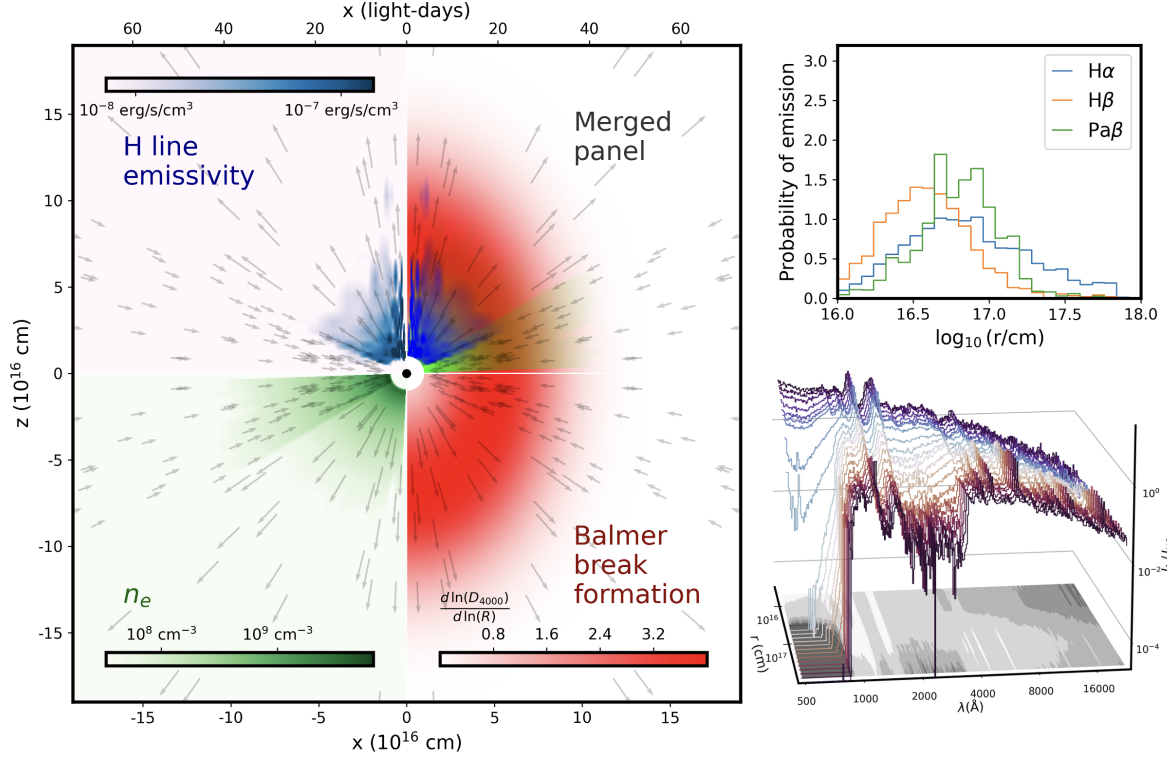 x (light-days)
60 40 20 0 20 40 60
10⁻⁸ erg/s/cm³ 10⁻⁷ erg/s/cm³
H line
emissivity
Merged
panel
15
10
5
0
-5
-10
-15
z (10¹⁶ cm)
nₑ
10⁸ cm⁻³ 10⁹ cm⁻³
Balmer
break
formation
d ln(D₄₀₀₀)
d ln(R)
0.8 1.6 2.4 3.2
-15 -10 -5 0 5 10 15
x (10¹⁶ cm)
Probability of emission
3.0
2.5
2.0
1.5
1.0
0.5
0.0
Hα
Hβ
Paβ
16.0 16.5 17.0 17.5 18.0
log₁₀ (r/cm)
10⁰
10⁻²
10⁻⁴
10¹⁶
10¹⁷
r (cm)
500 1000 2000 4000 8000 16000
λ(Å)